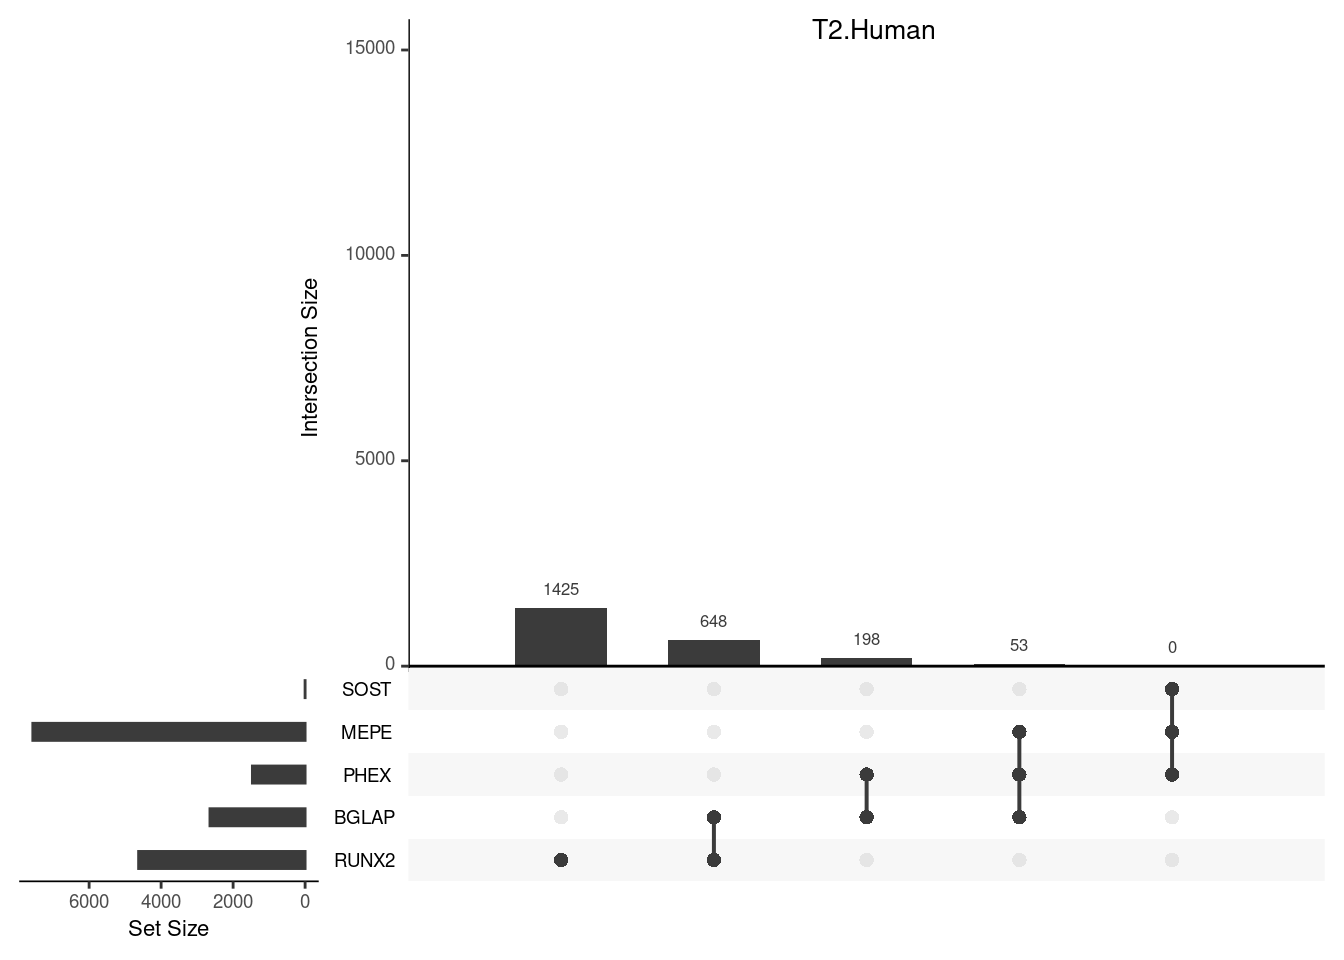 T2.Human
15000
10000
5000
0
Intersection Size
1425
648
198
53
0
SOST
MEPE
PHEX
BGLAP
RUNX2
6000 4000 2000 0
Set Size